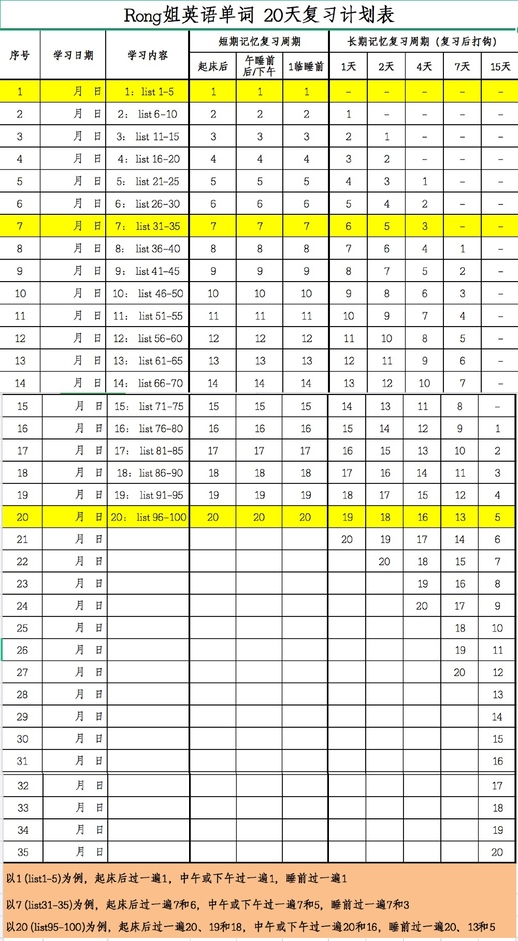 Rong姐英语单词 20天复习计划表
序号 学习日期 学习内容 短期记忆复习周期 长期记忆复习周期（复习后打钩）
起床后 午睡前后/下午 1临睡前 1天 2天 4天 7天 15天
1 月 日 1： list 1-5 1 1 1 - - - - -
2 月 日 2： list 6-10 2 2 2 1 - - - -
3 月 日 3： list 11-15 3 3 3 2 1 - - -
4 月 日 4： list 16-20 4 4 4 3 2 - - -
5 月 日 5： list 21-25 5 5 5 4 3 1 - -
6 月 日 6： list 26-30 6 6 6 5 4 2 - -
7 月 日 7： list 31-35 7 7 7 6 5 3 - -
8 月 日 8： list 36-40 8 8 8 7 6 4 1 -
9 月 日 9： list 41-45 9 9 9 8 7 5 2 -
10 月 日 10： list 46-50 10 10 10 9 8 6 3 -
11 月 日 11： list 51-55 11 11 11 10 9 7 4 -
12 月 日 12： list 56-60 12 12 12 11 10 8 5 -
13 月 日 13： list 61-65 13 13 13 12 11 9 6 -
14 月 日 14： list 66-70 14 14 14 13 12 10 7 -
15 月 日 15： list 71-75 15 15 15 14 13 11 8 -
16 月 日 16： list 76-80 16 16 16 15 14 12 9 1
17 月 日 17： list 81-85 17 17 17 16 15 13 10 2
18 月 日 18： list 86-90 18 18 18 17 16 14 11 3
19 月 日 19： list 91-95 19 19 19 18 17 15 12 4
20 月 日 20： list 96-100 20 20 20 19 18 16 13 5
21 月 日 20 19 17 14 6
22 月 日 20 18 15 7
23 月 日 19 16 8
24 月 日 20 17 9
25 月 日 18 10
26 月 日 19 11
27 月 日 20 12
28 月 日 13
29 月 日 14
30 月 日 15
31 月 日 16
32 月 日 17
33 月 日 18
34 月 日 19
35 月 日 20
以1 (list1-5)为例，起床后过一遍1，中午或下午过一遍1，睡前过一遍1
以7 (list31-35)为例，起床后过一遍7和6，中午或下午过一遍7和5，睡前过一遍7和3
以20 (list95-100)为例，起床后过一遍20、19和18，中午或下午过一遍20和16，睡前过一遍20、13和5